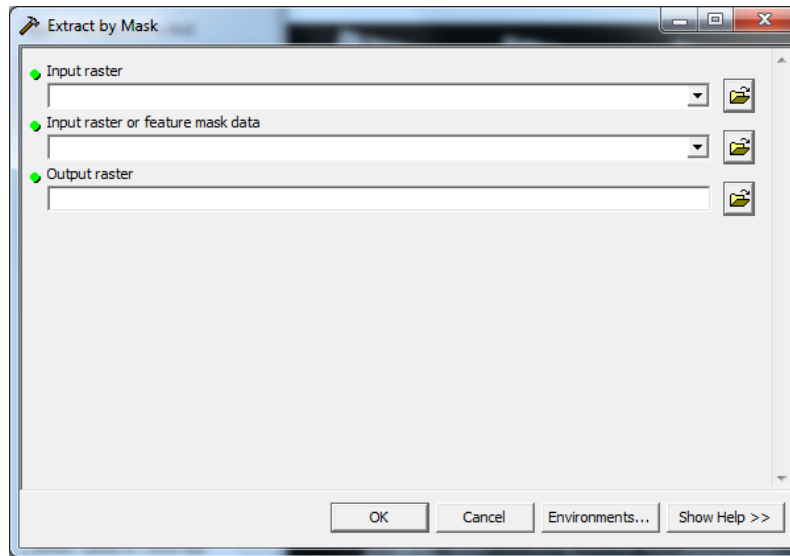 Extract by Mask
Input raster
Input raster or feature mask data
Output raster
OK
Cancel
Environments...
Show Help >>